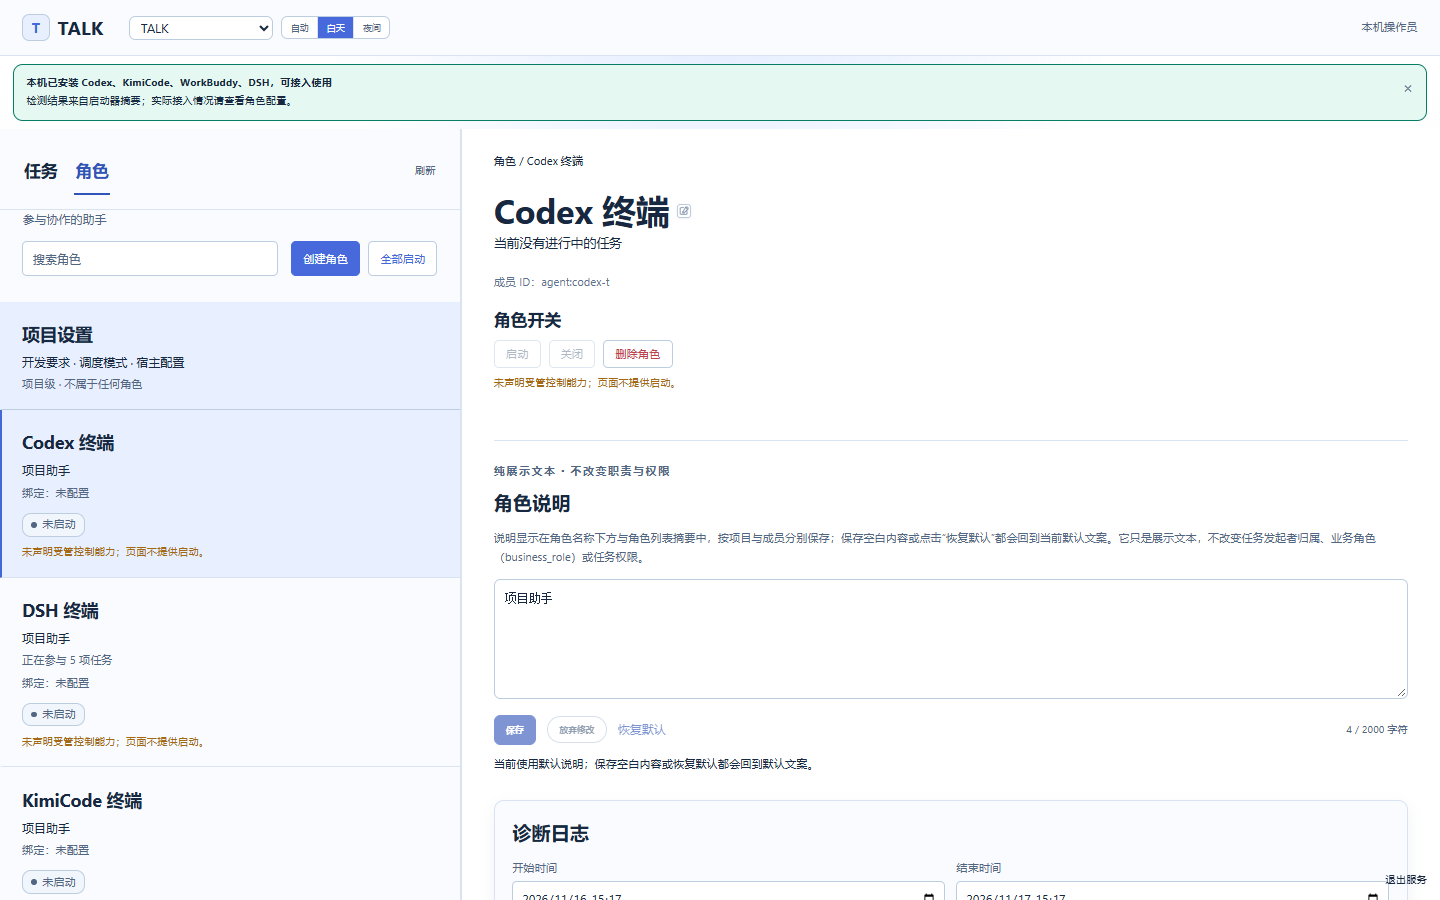 T TALK TALK 自动 白天 夜间 本机操作员
本机已安装 Codex、KimiCode、WorkBuddy、DSH，可接入使用
检测结果来自启动器摘要；实际接入情况请查看角色配置。
×
任务 角色 刷新
参与协作的助手
搜索角色 创建角色 全部启动
项目设置
开发要求 · 调度模式 · 宿主配置
项目级 · 不属于任何角色
Codex 终端
项目助手
绑定：未配置
未启动
未声明受管控制能力；页面不提供启动。
DSH 终端
项目助手
正在参与 5 项任务
绑定：未配置
未启动
未声明受管控制能力；页面不提供启动。
KimiCode 终端
项目助手
绑定：未配置
未启动
角色 / Codex 终端
Codex 终端
当前没有进行中的任务
成员 ID：agent:codex-t
角色开关
启动 关闭 删除角色
未声明受管控制能力；页面不提供启动。
纯展示文本 · 不改变职责与权限
角色说明
说明显示在角色名称下方与角色列表摘要中，按项目与成员分别保存；保存空白内容或点击“恢复默认”都会回到当前默认文案。它只是展示文本，不改变任务发起者归属、业务角色
（business_role）或任务权限。
项目助手
保存 放弃修改 恢复默认 4 / 2000 字符
当前使用默认说明；保存空白内容或恢复默认都会回到默认文案。
诊断日志
开始时间 结束时间
2026/11/16 15:17 2026/11/17 15:17
退出服务